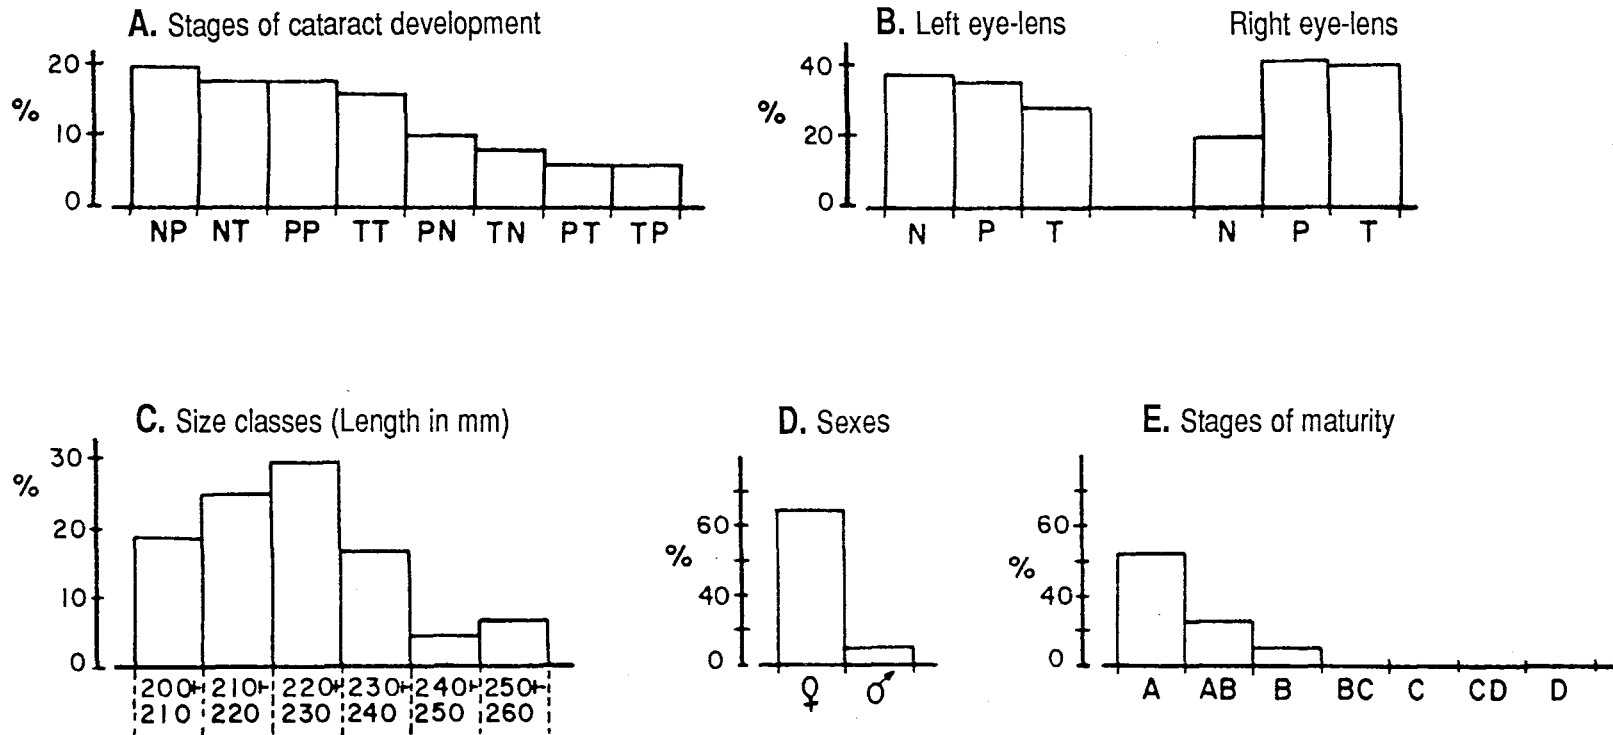 A. Stages of cataract development
20
%
10
0
NP NT PP TT PN TN PT TP
B. Left eye-lens Right eye-lens
40
%
20
0
N P T N P T
C. Size classes (Length in mm)
30
%
20
10
0
200+ 210+ 220+ 230+ 240+ 250+
210 220 230 240 250 260
D. Sexes
60
%
40
0
♀ ♂
E. Stages of maturity
60
%
40
0
A AB B BC C CD D